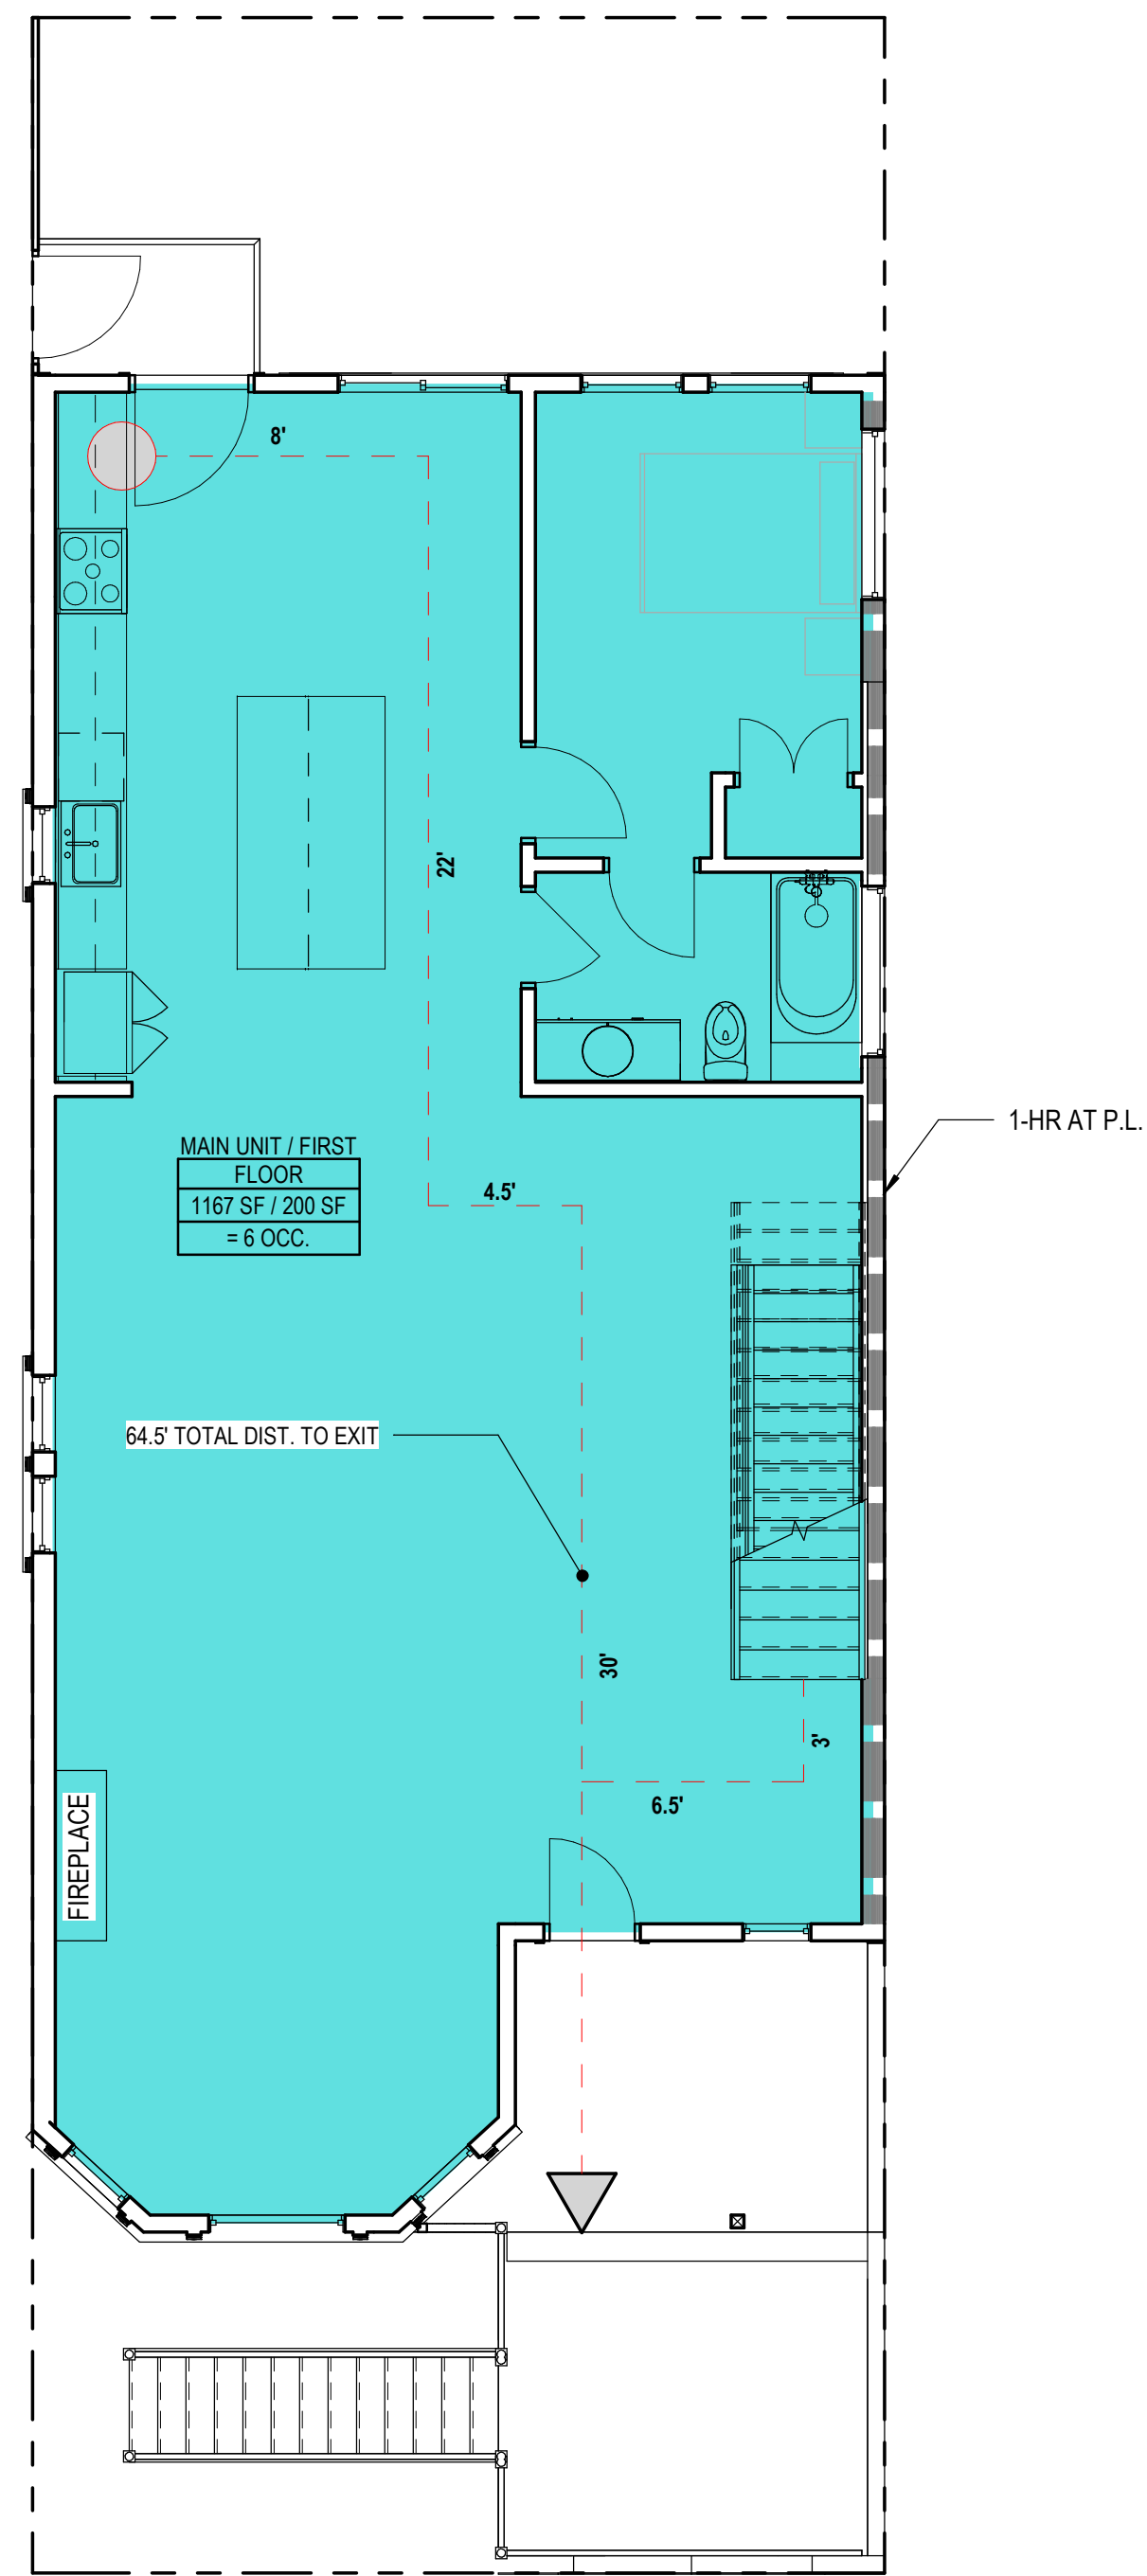 8'
22'
1-HR AT P.L.
MAIN UNIT / FIRST
FLOOR
1167 SF / 200 SF
= 6 OCC.
4.5'
64.5' TOTAL DIST. TO EXIT
30'
3'
6.5'
FIREPLACE